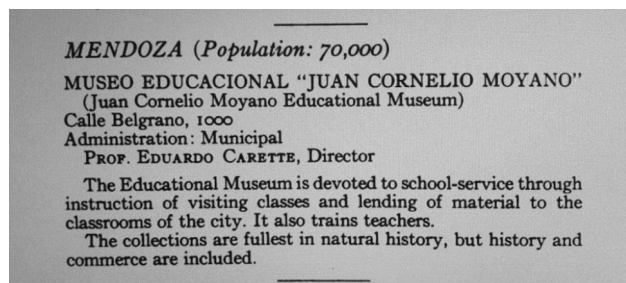 MENDOZA (Population: 70,000)
MUSEO EDUCACIONAL "JUAN CORNELIO MOYANO"
(Juan Cornelio Moyano Educational Museum)
Calle Belgrano, 1000
Administration: Municipal
PROF. EDUARDO CARETTE, Director
The Educational Museum is devoted to school-service through
instruction of visiting classes and lending of material to the
classrooms of the city. It also trains teachers.
The collections are fullest in natural history, but history and
commerce are included.